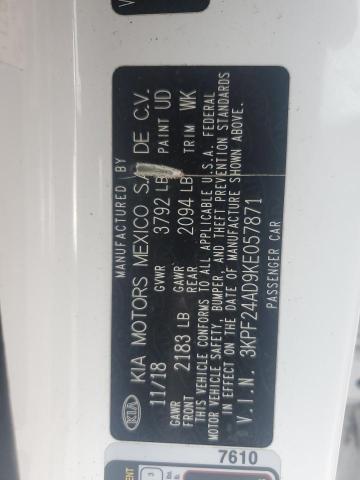 MANUFACTURED BY
KIA KIA MOTORS MEXICO S.A DE C.V.
11/18 GVWR 3792 LB PAINT UD
GAWR FRONT 2183 LB GAWR REAR 2094 LB TRIM WK
THIS VEHICLE CONFORMS TO ALL APPLICABLE U.S.A. FEDERAL
MOTOR VEHICLE SAFETY, BUMPER, AND THEFT PREVENTION STANDARDS
IN EFFECT ON THE DATE OF MANUFACTURE SHOWN ABOVE.
V.I.N. 3KPF24AD9KE057871
PASSENGER CAR
7610